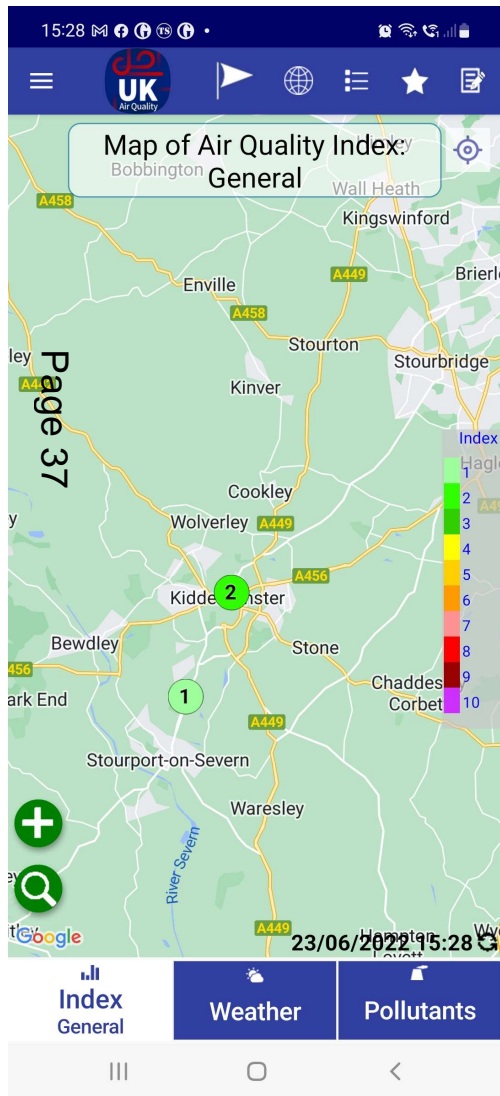 15:28
UK
Air Quality
Map of Air Quality Index:
General
Bobbington
Wall Heath
A458
Kingswinford
A449
Enville
A458
Stourton
Stourbridge
Page 37
Kinver
Index
1
2
3
4
5
6
7
8
9
10
Cookley
Wolverley
A449
A456
2
Bewdley
Stone
1
Corbet
A449
Stourport-on-Severn
Waresley
River Severn
A449
Google
23/06/2022 15:28
Index
General
Weather
Pollutants